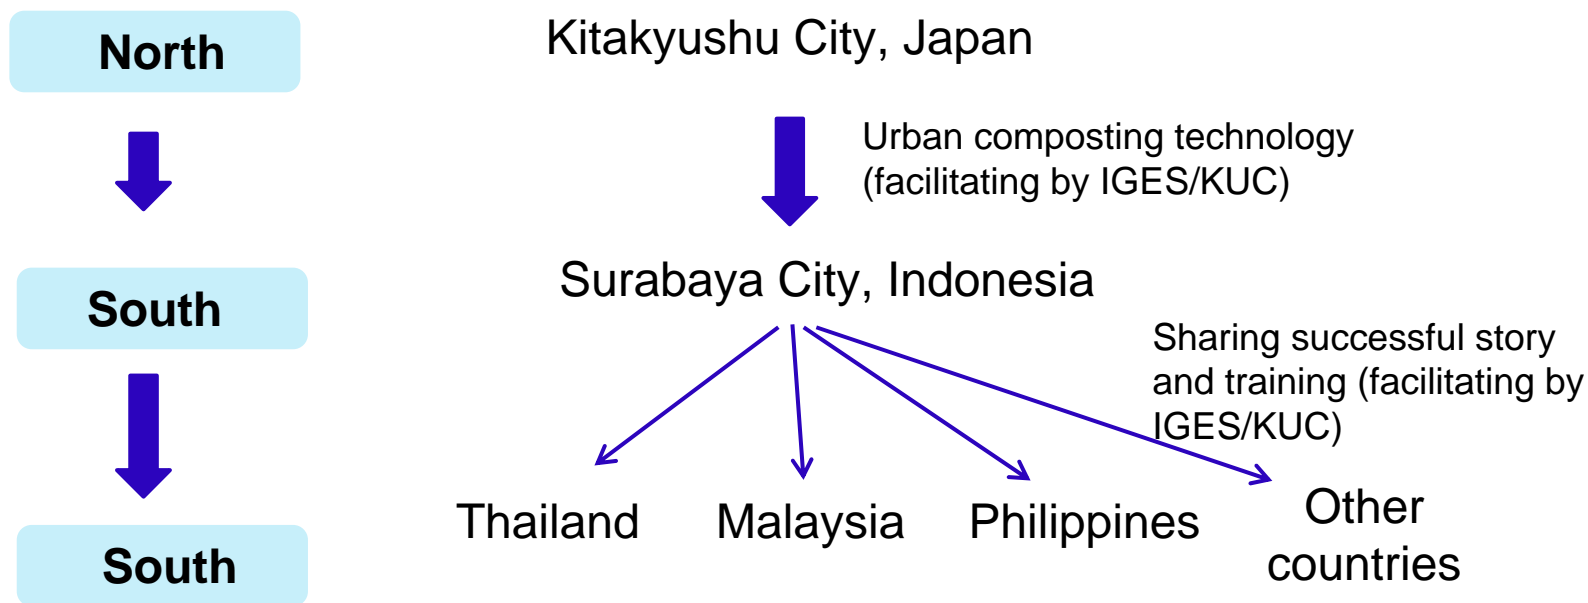 North
Kitakyushu City, Japan
Urban composting technology
(facilitating by IGES/KUC)
South
Surabaya City, Indonesia
Sharing successful story
and training (facilitating by
IGES/KUC)
South
Thailand
Malaysia
Philippines
Other
countries